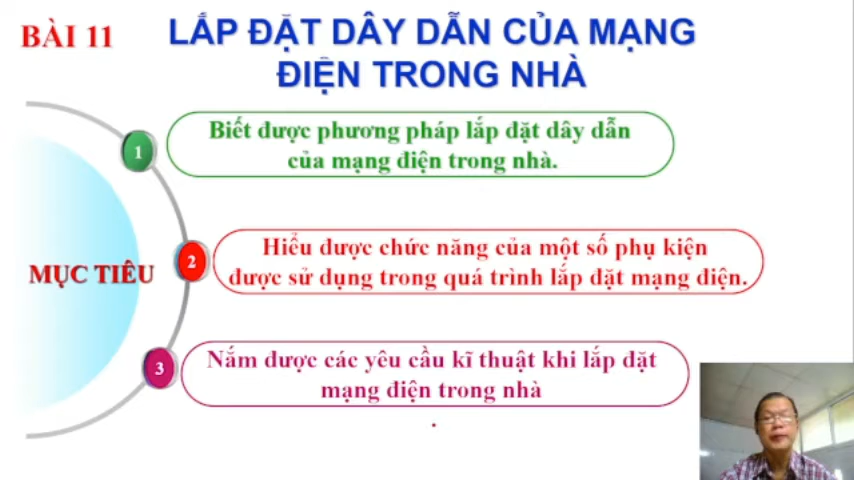 BÀI 11
LẮP ĐẶT DÂY DẪN CỦA MẠNG
ĐIỆN TRONG NHÀ
1
Biết được phương pháp lắp đặt dây dẫn
của mạng điện trong nhà.
MỤC TIÊU
2
Hiểu được chức năng của một số phụ kiện
được sử dụng trong quá trình lắp đặt mạng điện.
3
Nắm được các yêu cầu kĩ thuật khi lắp đặt
mạng điện trong nhà
.